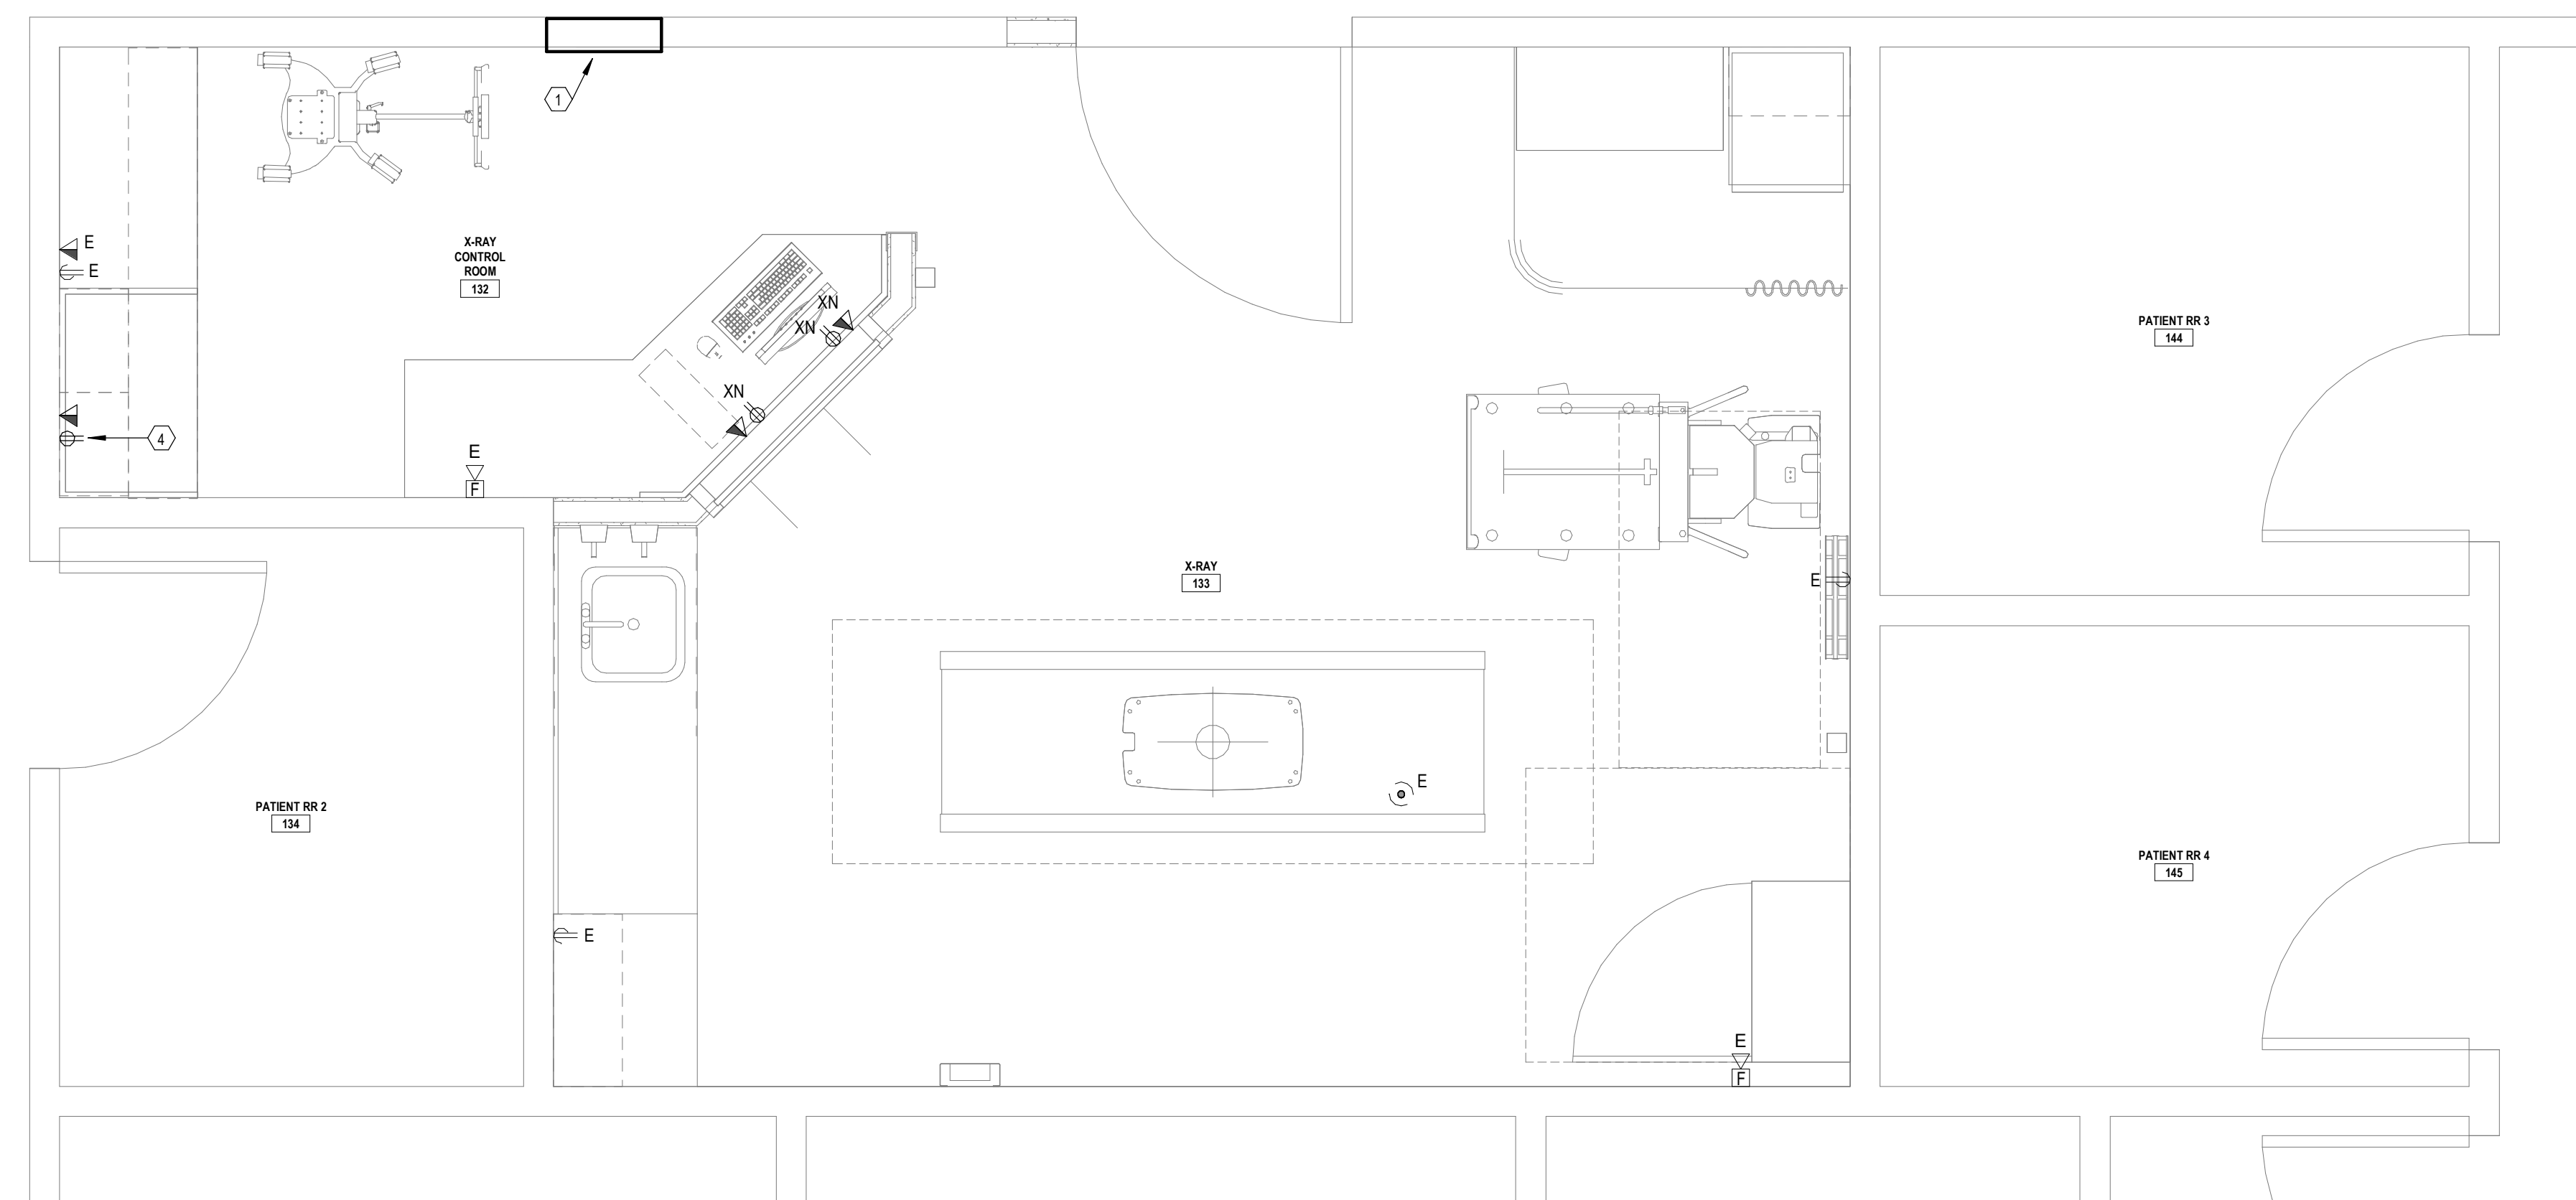 1
E
E
X-RAY
CONTROL
ROOM
132
XN
XN
XN
4
E
F
PATIENT RR 3
144
X-RAY
133
E
E
PATIENT RR 2
134
PATIENT RR 4
145
E
E
F